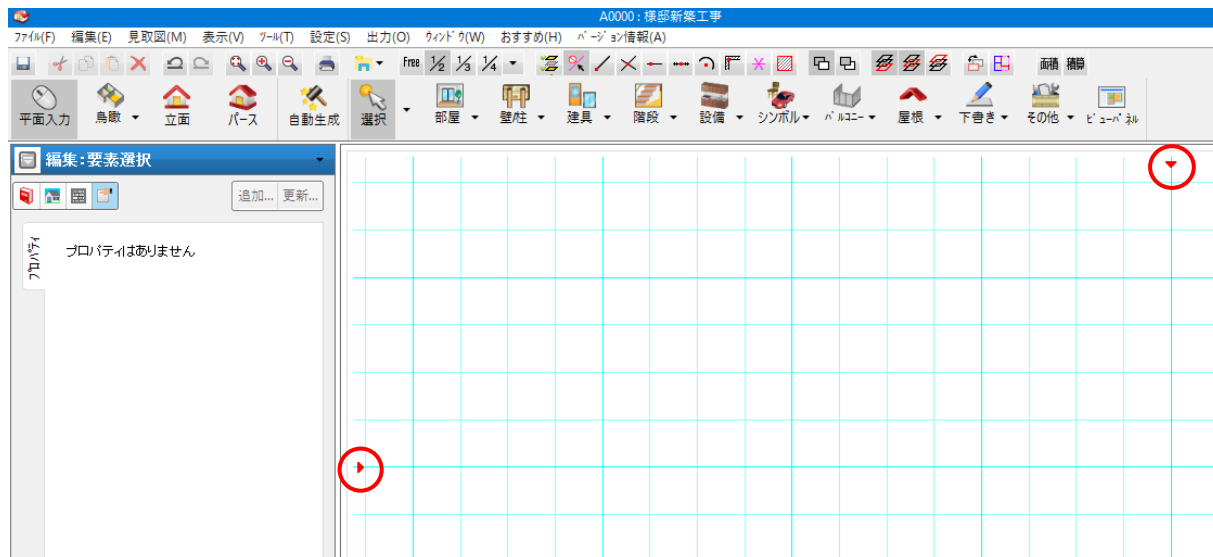 A0000 : 様邸新築工事
ファイル(F) 編集(E) 見取図(M) 表示(V) ツール(T) 設定(S) 出力(O) ウィンドウ(W) おすすめ(H) バージョン情報(A)
Free 1/2 1/3 1/4 面積 積算
平面入力 鳥瞰 立面 パース 自動生成 選択 部屋 壁/柱 建具 階段 設備 シンボル バルコニー 屋根 下書き その他 ビューパネル
編集:要素選択
追加... 更新...
プロパティ
プロパティはありません